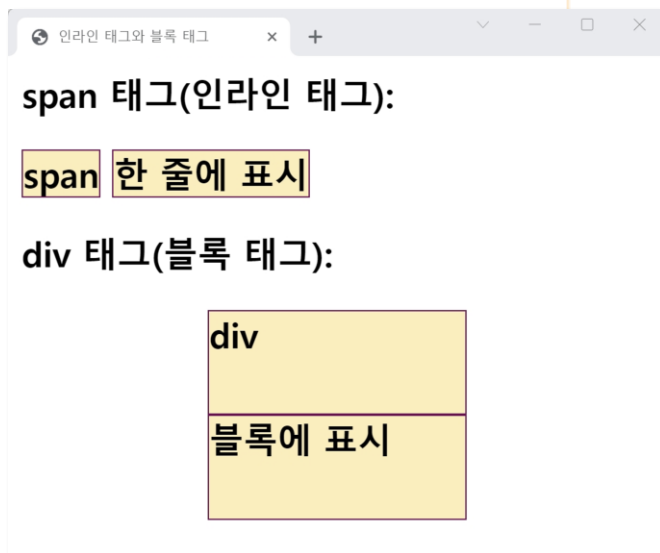 인라인 태그와 블록 태그
span 태그(인라인 태그):
span 한 줄에 표시
div 태그(블록 태그):
div
블록에 표시